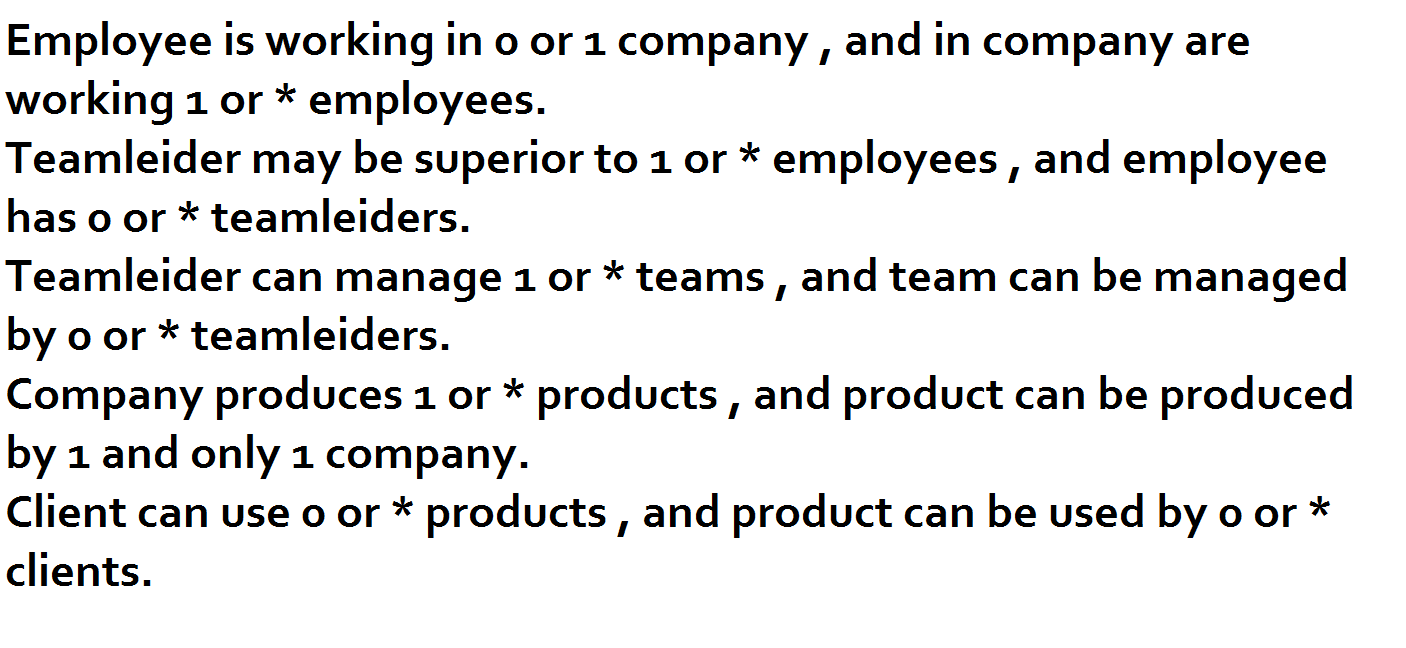 Employee is working in 0 or 1 company , and in company are
working 1 or * employees.
Teamleider may be superior to 1 or * employees , and employee
has 0 or * teamleiders.
Teamleider can manage 1 or * teams , and team can be managed
by 0 or * teamleiders.
Company produces 1 or * products , and product can be produced
by 1 and only 1 company.
Client can use 0 or * products , and product can be used by 0 or *
clients.